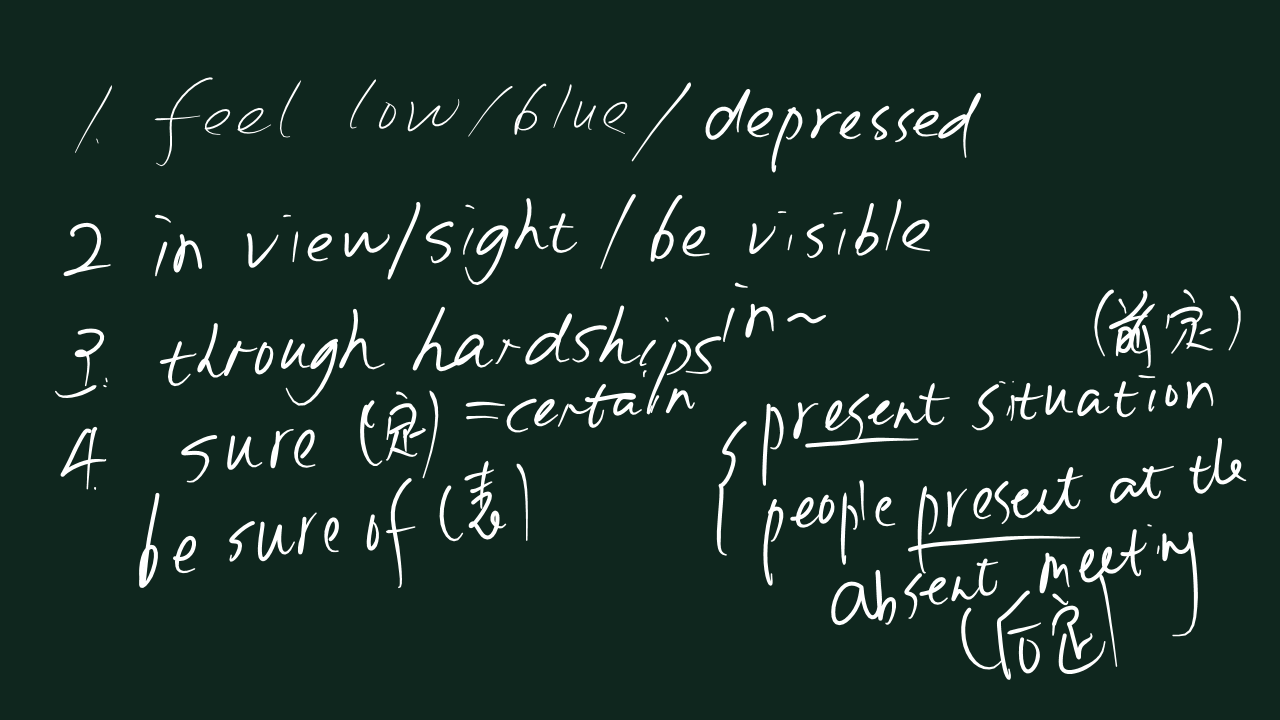 1. feel low/blue/depressed
2 in view/sight/be visible
in~
3. through hardships
(前定)
4. sure (定) =certain
{ present situation
be sure of (表)
people present at the
absent meeting
(后定)